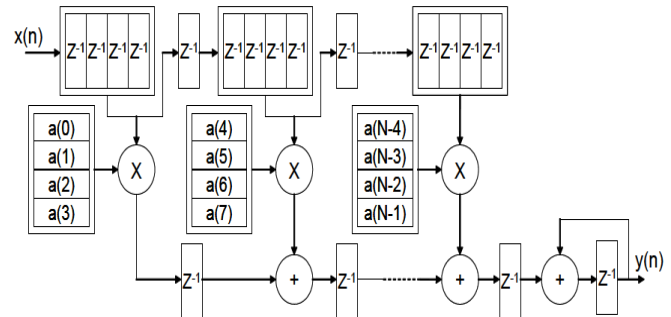 x(n)
Z-1 Z-1 Z-1 Z-1
Z-1
Z-1 Z-1 Z-1 Z-1
Z-1
Z-1 Z-1 Z-1 Z-1
a(0)
a(1)
a(2)
a(3)
X
a(4)
a(5)
a(6)
a(7)
X
a(N-4)
a(N-3)
a(N-2)
a(N-1)
X
Z-1
+
Z-1
+
Z-1
+
Z-1
y(n)